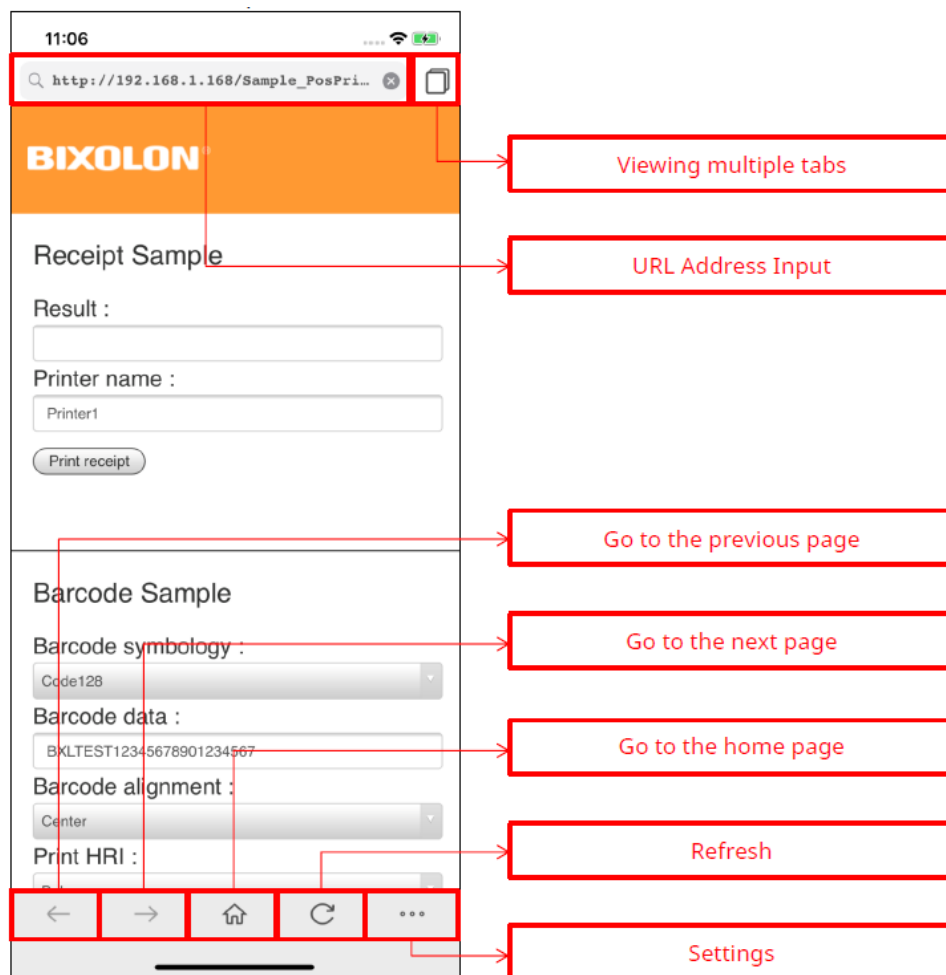 11:06
http://192.168.1.168/Sample_PosPri...
BIXOLON
Viewing multiple tabs
Receipt Sample
URL Address Input
Result :
Printer name :
Printer1
Print receipt
Go to the previous page
Barcode Sample
Barcode symbology :
Go to the next page
Code128
Barcode data :
BXLTEST12345678901234567
Go to the home page
Barcode alignment :
Center
Print HRI :
Refresh
Settings